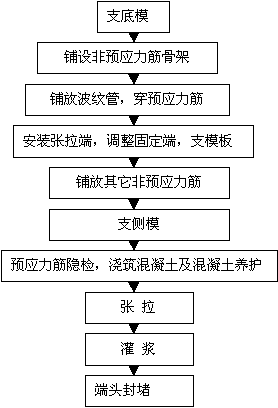 支底模
铺设非预应力筋骨架
铺放波纹管，穿预应力筋
安装张拉端，调整固定端，支模板
铺放其它非预应力筋
支侧模
预应力筋隐检，浇筑混凝土及混凝土养护
张 拉
灌 浆
端头封堵